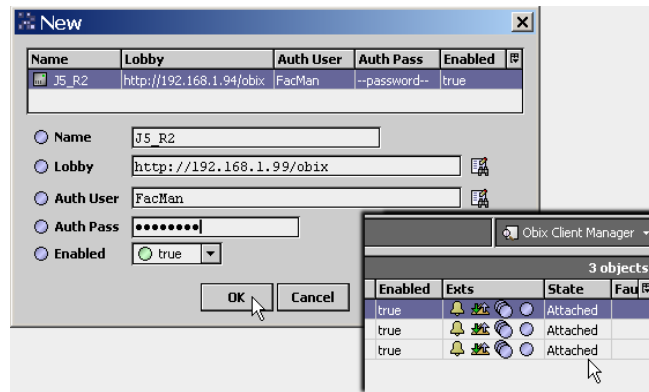 New
Name Lobby Auth User Auth Pass Enabled
J5_R2 http://192.168.1.94/obix FacMan --password-- true
Name J5_R2
Lobby http://192.168.1.99/obix
Auth User FacMan
Auth Pass ••••••••
Enabled true
OK Cancel
Obix Client Manager
3 objects
Enabled Exts State Fau
true Attached
true Attached
true Attached